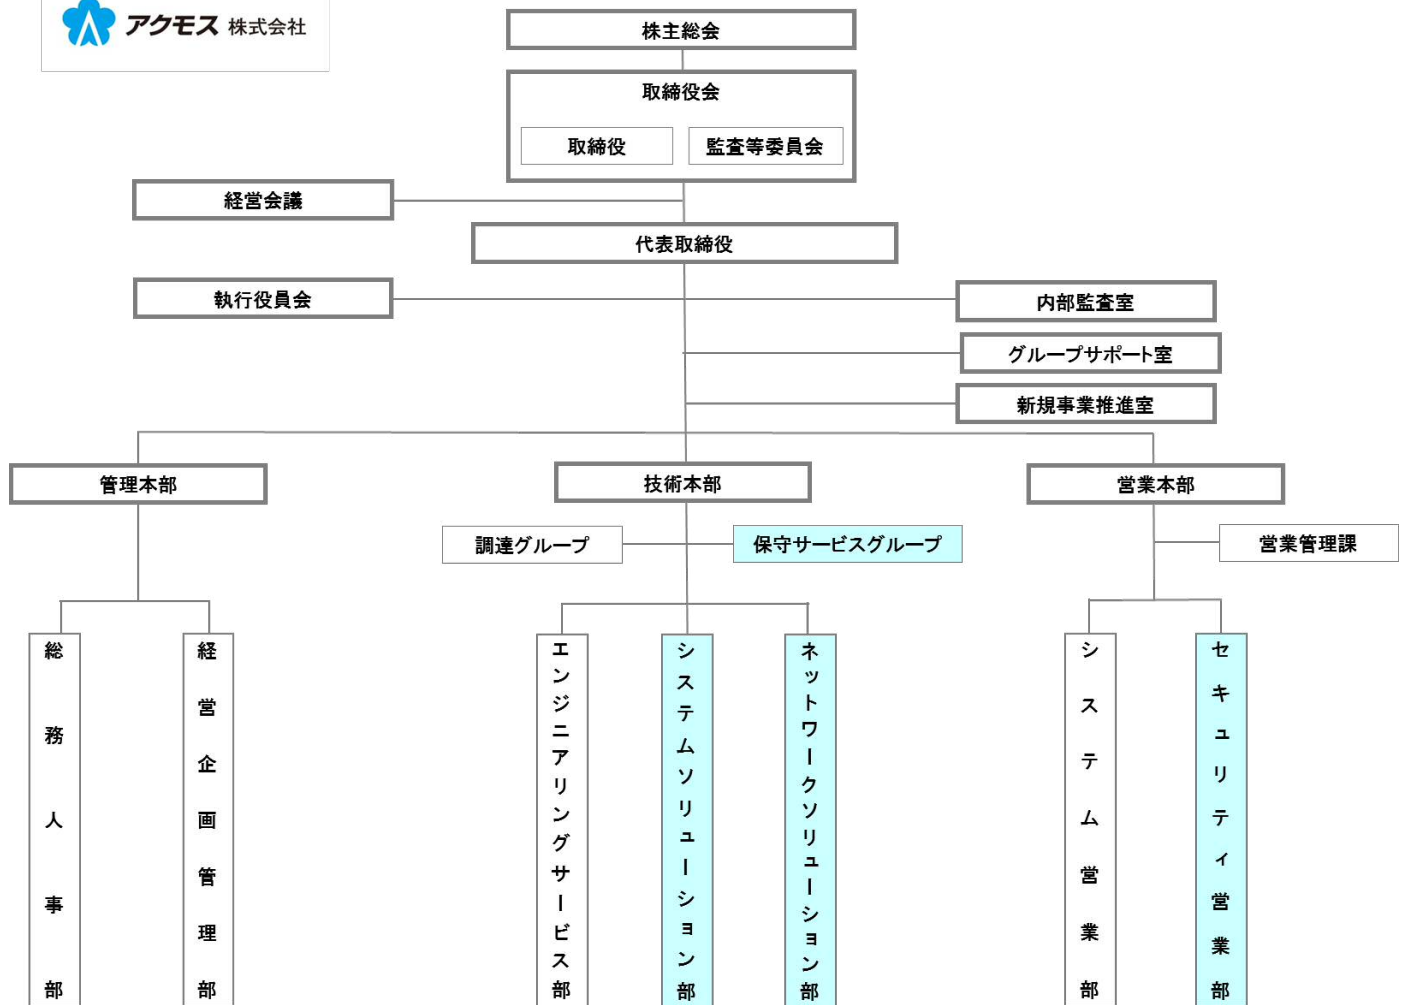 アクモス 株式会社
株主総会
取締役会
取締役
監査等委員会
経営会議
代表取締役
執行役員会
内部監査室
グループサポート室
新規事業推進室
管理本部
技術本部
営業本部
調達グループ
保守サービスグループ
営業管理課
総務人事部
経営企画管理部
エンジニアリングサービス部
システムソリューション部
ネットワークソリューション部
システム営業部
セキュリティ営業部